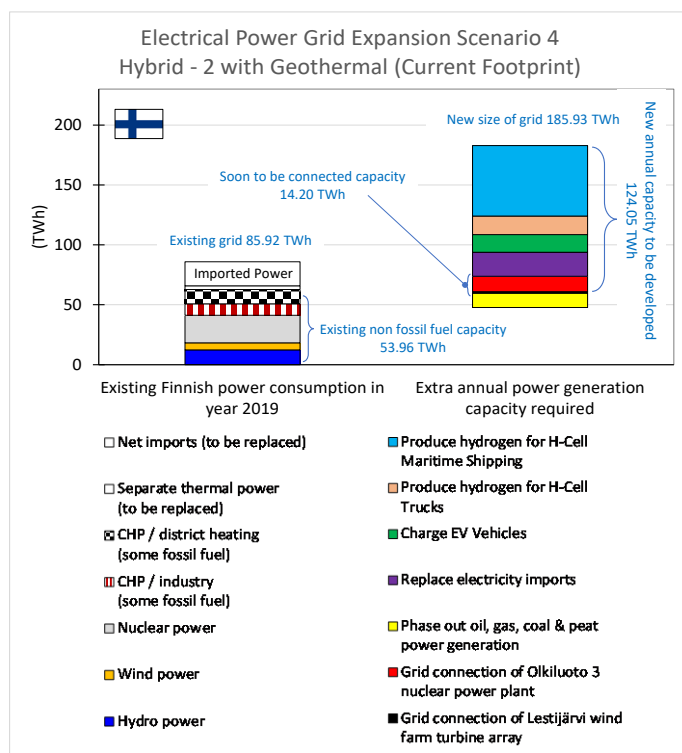 Electrical Power Grid Expansion Scenario 4
Hybrid - 2 with Geothermal (Current Footprint)
(TWh)
200
150
100
50
0
Existing grid 85.92 TWh
Imported Power
Soon to be connected capacity
14.20 TWh
Existing non fossil fuel capacity
53.96 TWh
New size of grid 185.93 TWh
New annual capacity to be developed
124.05 TWh
Existing Finnish power consumption in
year 2019
Extra annual power generation
capacity required
Net imports (to be replaced)
Separate thermal power
(to be replaced)
CHP / district heating
(some fossil fuel)
CHP / industry
(some fossil fuel)
Nuclear power
Wind power
Hydro power
Produce hydrogen for H-Cell
Maritime Shipping
Produce hydrogen for H-Cell
Trucks
Charge EV Vehicles
Replace electricity imports
Phase out oil, gas, coal & peat
power generation
Grid connection of Olkiluoto 3
nuclear power plant
Grid connection of Lestijärvi wind
farm turbine array